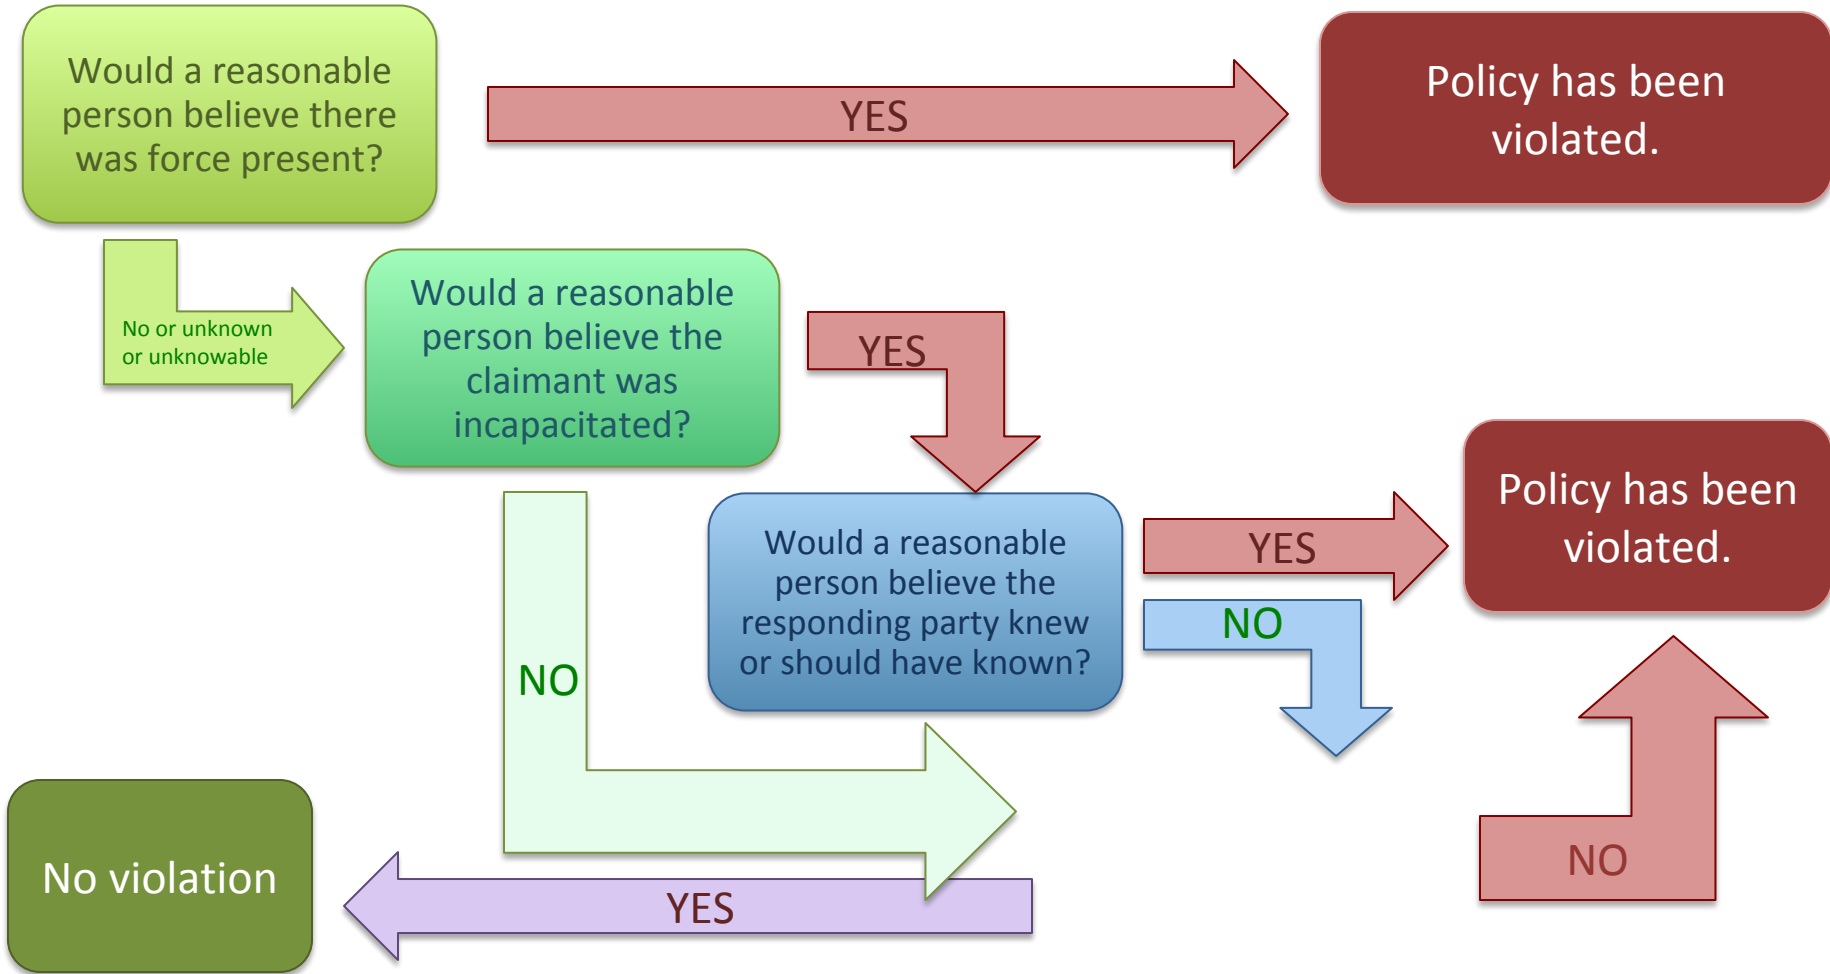 Would a reasonable
person believe there
was force present?
YES
Policy has been
violated.
No or unknown
or unknowable
Would a reasonable
person believe the
claimant was
incapacitated?
YES
Would a reasonable
person believe the
responding party knew
or should have known?
YES
Policy has been
violated.
NO
NO
No violation
YES
NO